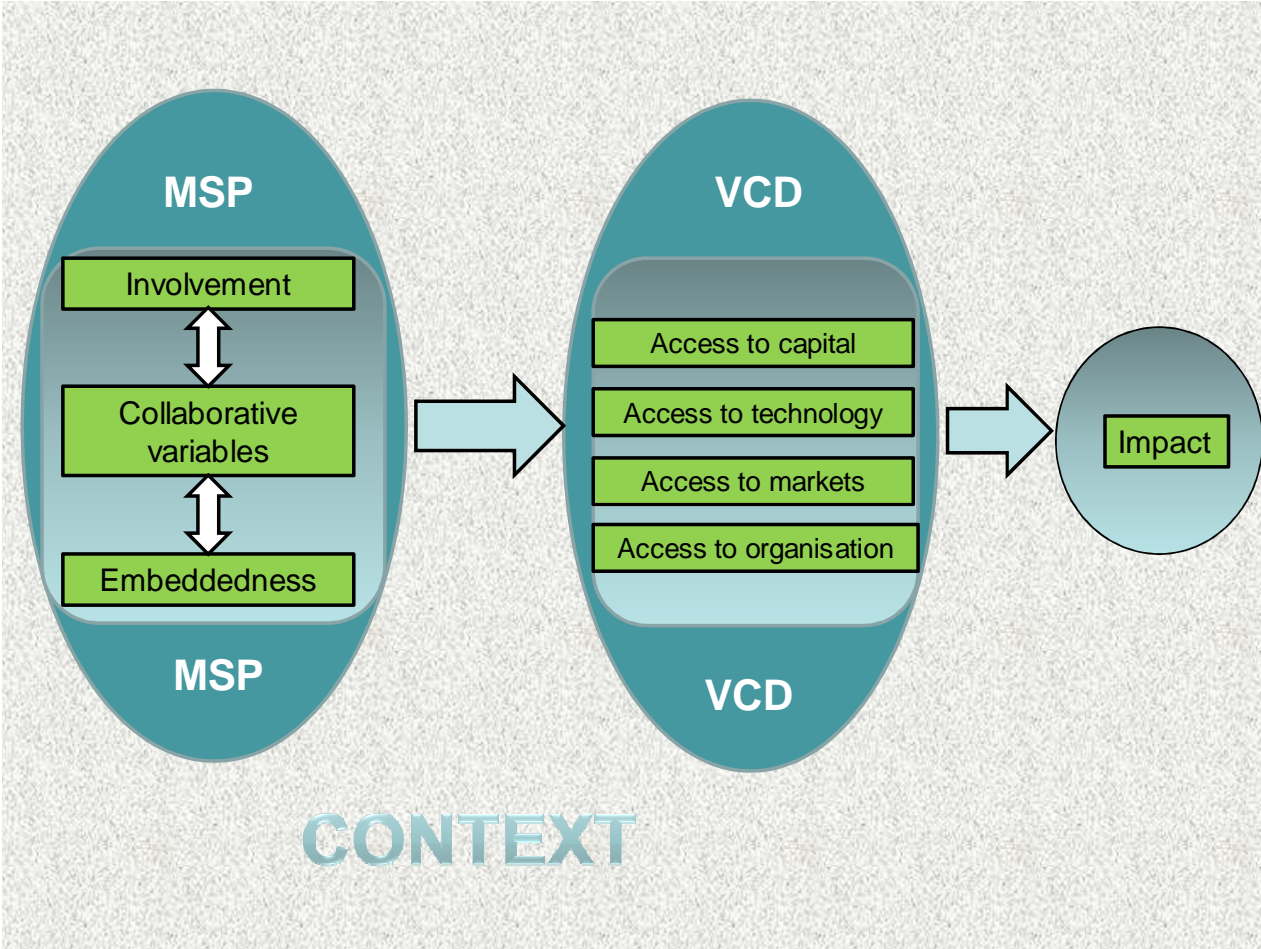 MSP
Involvement
Collaborative
variables
Embeddedness
MSP
VCD
Access to capital
Access to technology
Access to markets
Access to organisation
VCD
Impact
CONTEXT